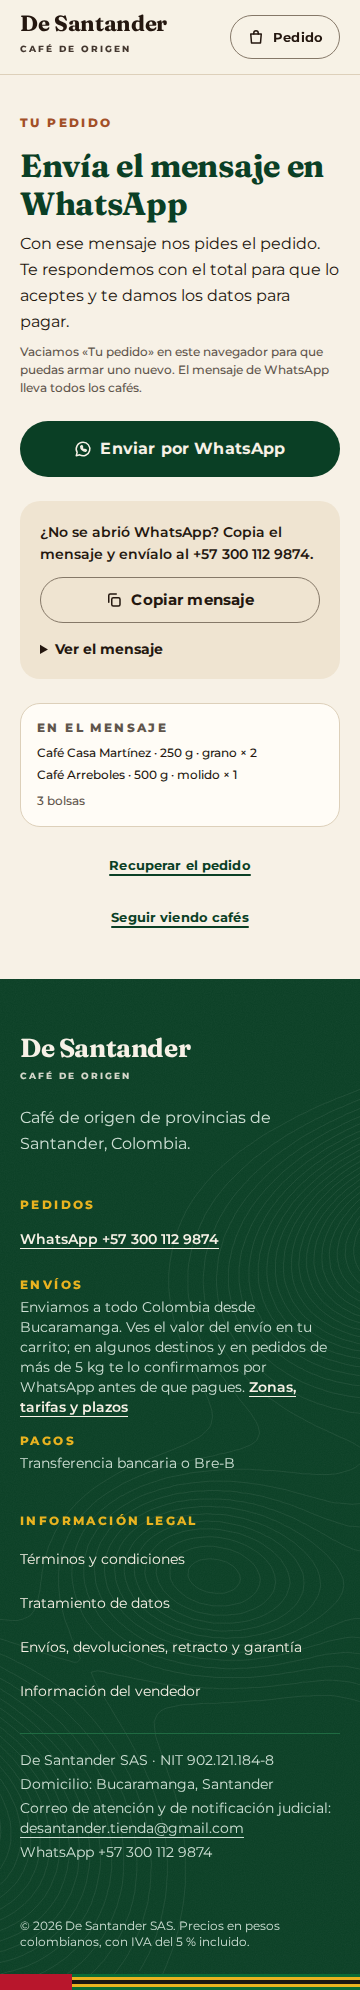 De Santander
CAFÉ DE ORIGEN
Pedido
TU PEDIDO
Envía el mensaje en
WhatsApp
Con ese mensaje nos pides el pedido.
Te respondemos con el total para que lo
aceptes y te damos los datos para
pagar.
Vaciamos «Tu pedido» en este navegador para que
puedas armar uno nuevo. El mensaje de WhatsApp
lleva todos los cafés.
Enviar por WhatsApp
¿No se abrió WhatsApp? Copia el
mensaje y envíalo al +57 300 112 9874.
Copiar mensaje
Ver el mensaje
EN EL MENSAJE
Café Casa Martínez · 250 g · grano × 2
Café Arreboles · 500 g · molido × 1
3 bolsas
Recuperar el pedido
Seguir viendo cafés
De Santander
CAFÉ DE ORIGEN
Café de origen de provincias de
Santander, Colombia.
PEDIDOS
WhatsApp +57 300 112 9874
ENVÍOS
Enviamos a todo Colombia desde
Bucaramanga. Ves el valor del envío en tu
carrito; en algunos destinos y en pedidos de
más de 5 kg te lo confirmamos por
WhatsApp antes de que pagues. Zonas,
tarifas y plazos
PAGOS
Transferencia bancaria o Bre-B
INFORMACIÓN LEGAL
Términos y condiciones
Tratamiento de datos
Envíos, devoluciones, retracto y garantía
Información del vendedor
De Santander SAS · NIT 902.121.184-8
Domicilio: Bucaramanga, Santander
Correo de atención y de notificación judicial:
desantander.tienda@gmail.com
WhatsApp +57 300 112 9874
© 2026 De Santander SAS. Precios en pesos
colombianos, con IVA del 5 % incluido.